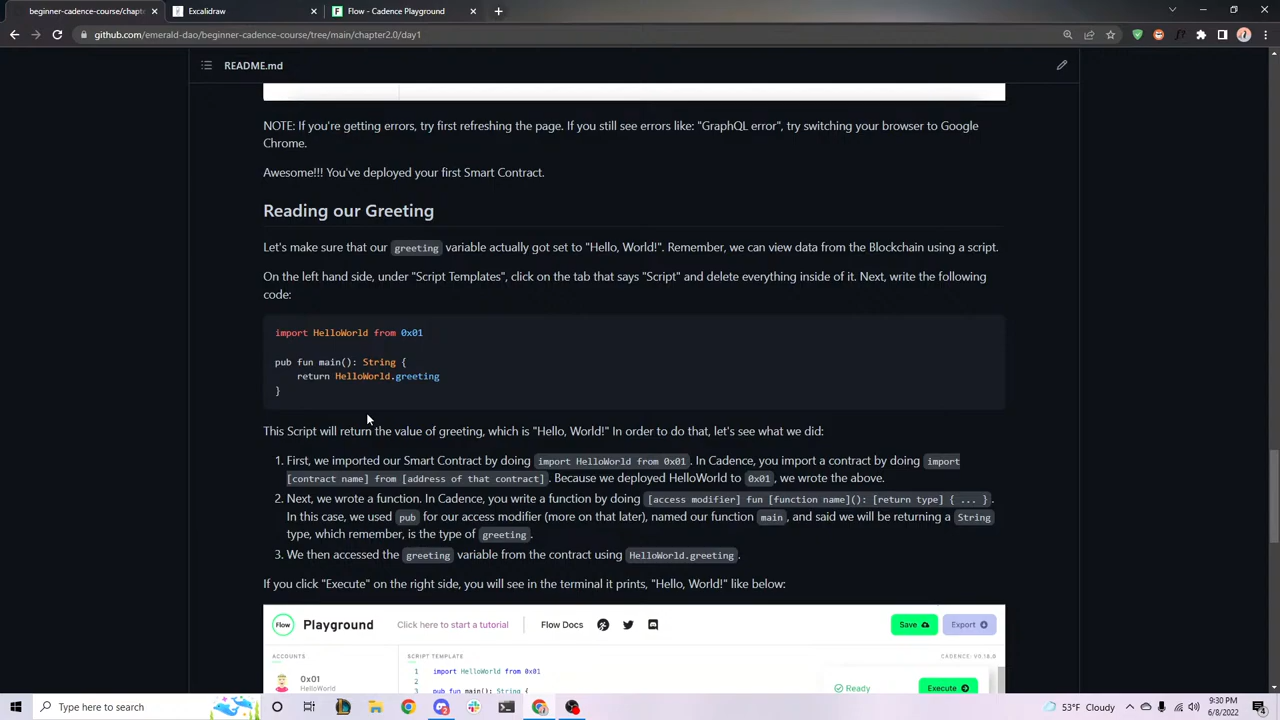 beginner-cadence-course/chapte
Excalidraw
Flow - Cadence Playground
github.com/emerald-dao/beginner-cadence-course/tree/main/chapter2.0/day1
README.md
NOTE: If you're getting errors, try first refreshing the page. If you still see errors like: "GraphQL error", try switching your browser to Google
Chrome.
Awesome!!! You've deployed your first Smart Contract.
Reading our Greeting
Let's make sure that our greeting variable actually got set to "Hello, World!". Remember, we can view data from the Blockchain using a script.
On the left hand side, under "Script Templates", click on the tab that says "Script" and delete everything inside of it. Next, write the following
code:
import HelloWorld from 0x01
pub fun main(): String {
return HelloWorld.greeting
}
This Script will return the value of greeting, which is "Hello, World!" In order to do that, let's see what we did:
1. First, we imported our Smart Contract by doing import HelloWorld from 0x01. In Cadence, you import a contract by doing import
[contract name] from [address of that contract]. Because we deployed HelloWorld to 0x01, we wrote the above.
2. Next, we wrote a function. In Cadence, you write a function by doing [access modifier] fun [function name](): [return type] { ... }.
In this case, we used pub for our access modifier (more on that later), named our function main, and said we will be returning a String
type, which remember, is the type of greeting.
3. We then accessed the greeting variable from the contract using HelloWorld.greeting.
If you click "Execute" on the right side, you will see in the terminal it prints, "Hello, World!" like below:
Flow Playground Click here to start a tutorial Flow Docs Save Export
ACCOUNTS SCRIPT TEMPLATE CADENCE: V0.18.0
0x01
HelloWorld
1 import HelloWorld from 0x01
2
3 pub fun main(): String {
Ready Execute
Type here to search
53°F Cloudy
9:30 PM
6/8/2022
4